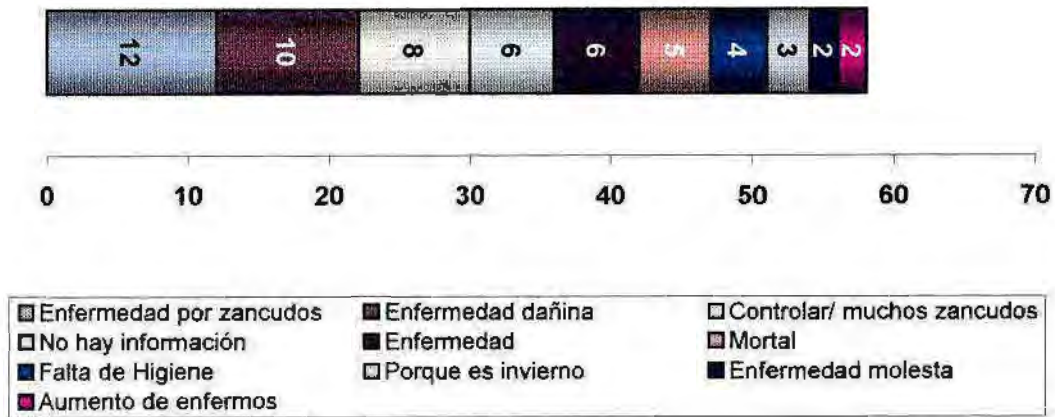 12 10 8 6 6 5 4 3 2 2
0 10 20 30 40 50 60 70
Enfermedad por zancudos Enfermedad dañina Controlar/ muchos zancudos
No hay información Enfermedad Mortal
Falta de Higiene Porque es invierno Enfermedad molesta
Aumento de enfermos